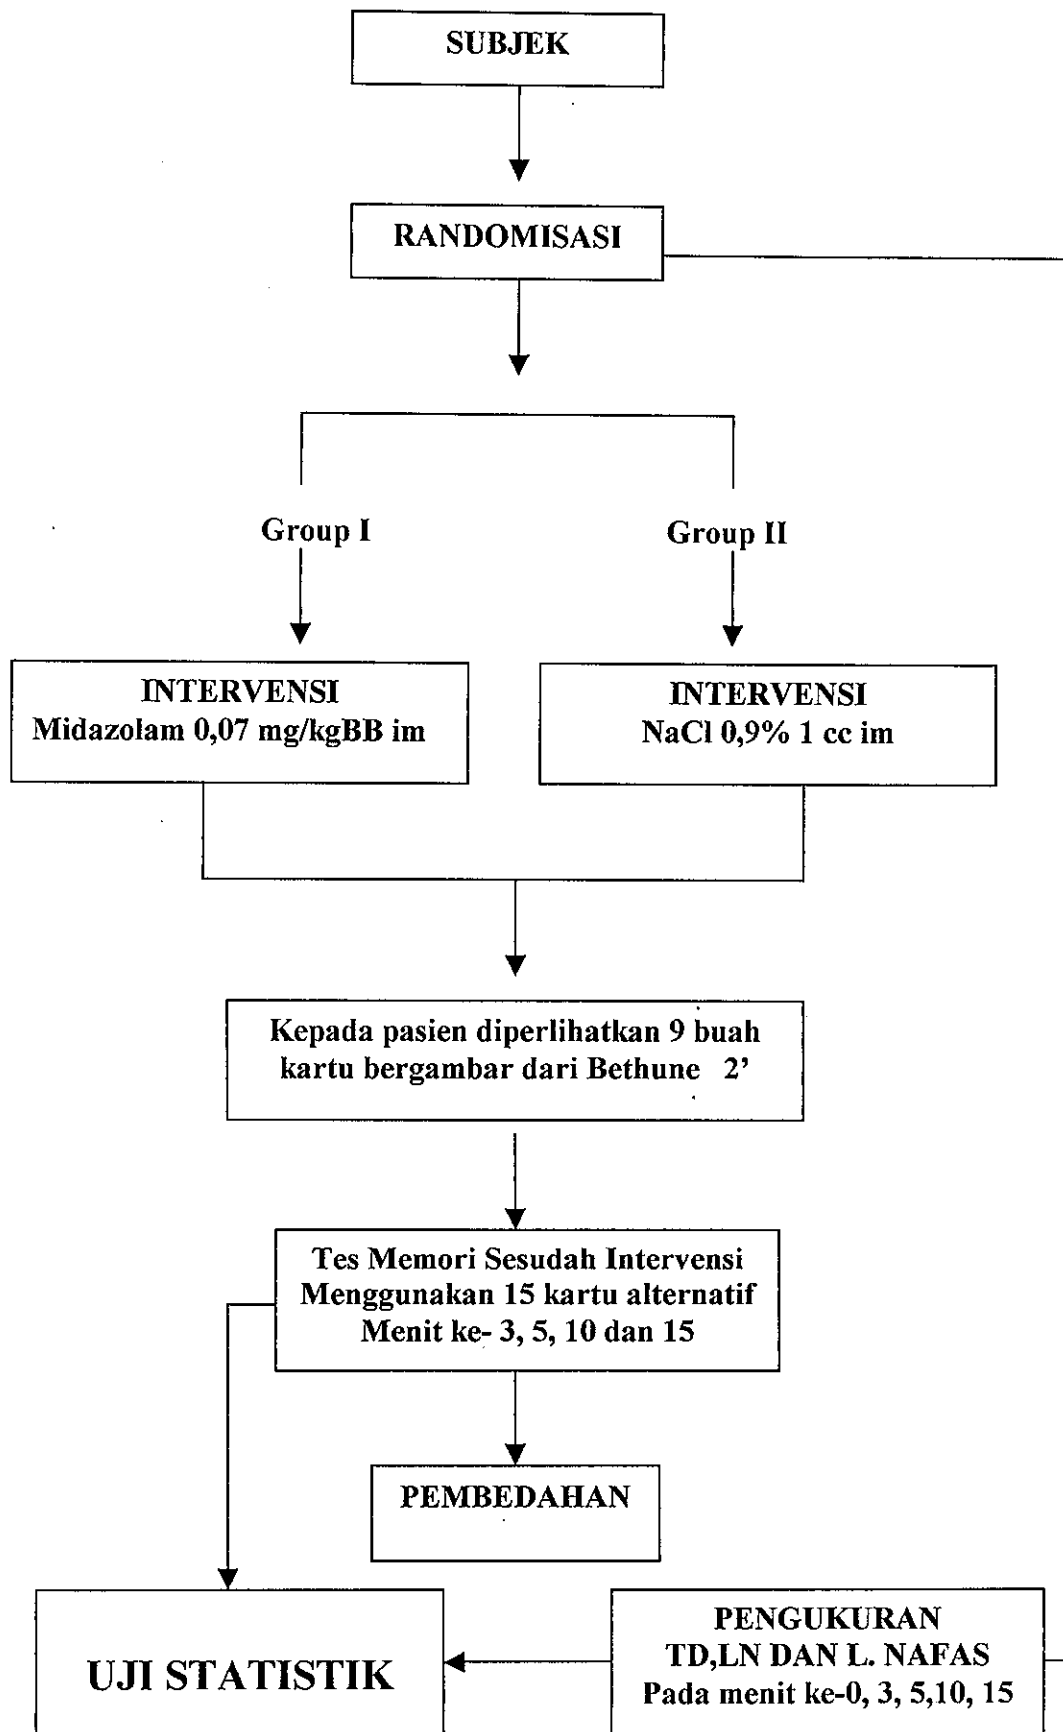 SUBJEK
RANDOMISASI
Group I
Group II
INTERVENSI
Midazolam 0,07 mg/kgBB im
INTERVENSI
NaCl 0,9% 1 cc im
Kepada pasien diperlihatkan 9 buah
kartu bergambar dari Bethune 2’
Tes Memori Sesudah Intervensi
Menggunakan 15 kartu alternatif
Menit ke- 3, 5, 10 dan 15
PEMBEDAHAN
UJI STATISTIK
PENGUKURAN
TD,LN DAN L. NAFAS
Pada menit ke-0, 3, 5,10, 15